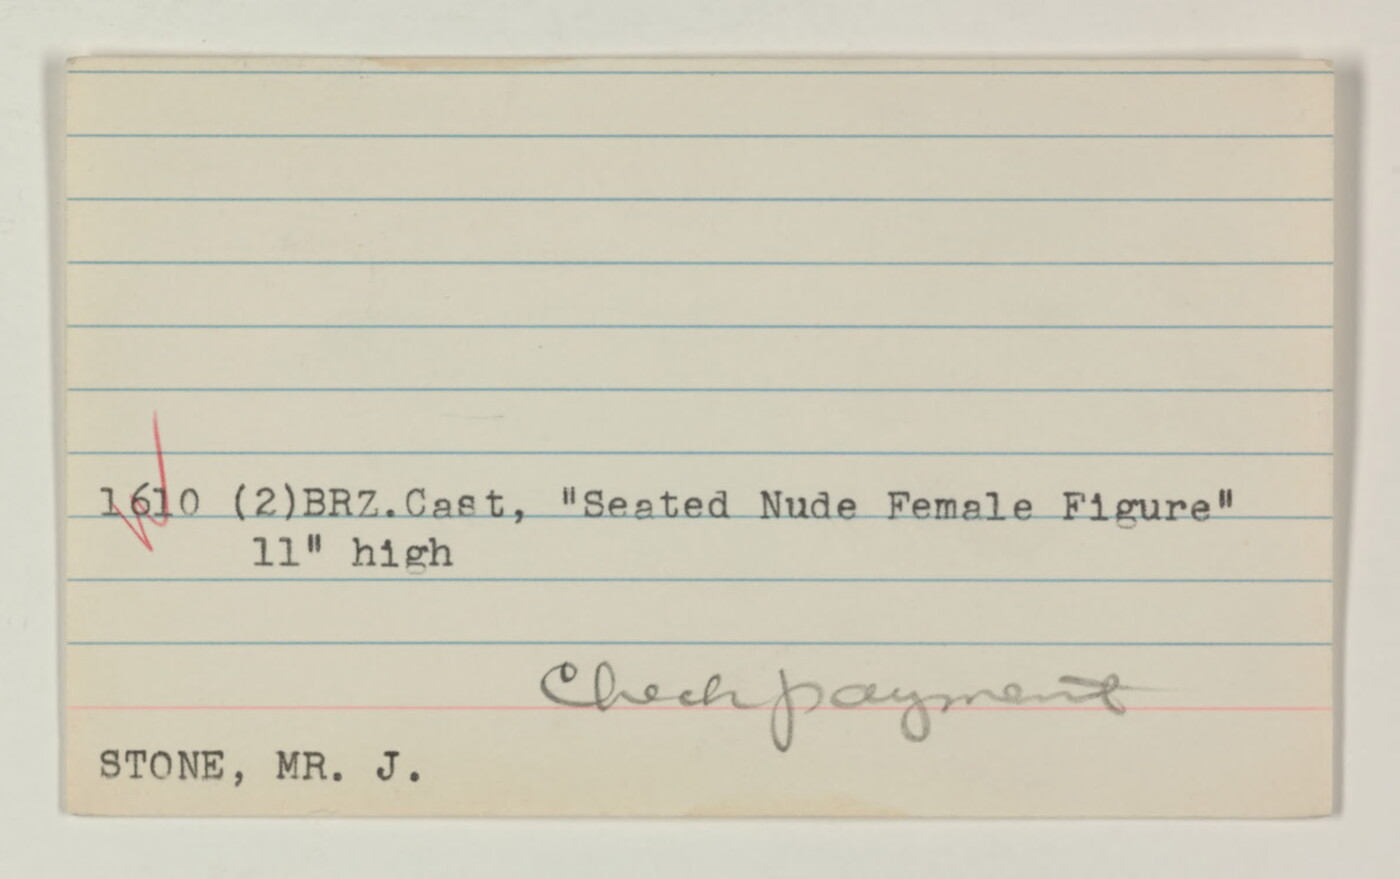 1610 (2)BRZ.Cast, "Seated Nude Female Figure"
11" high
Check payment
STONE, MR. J.